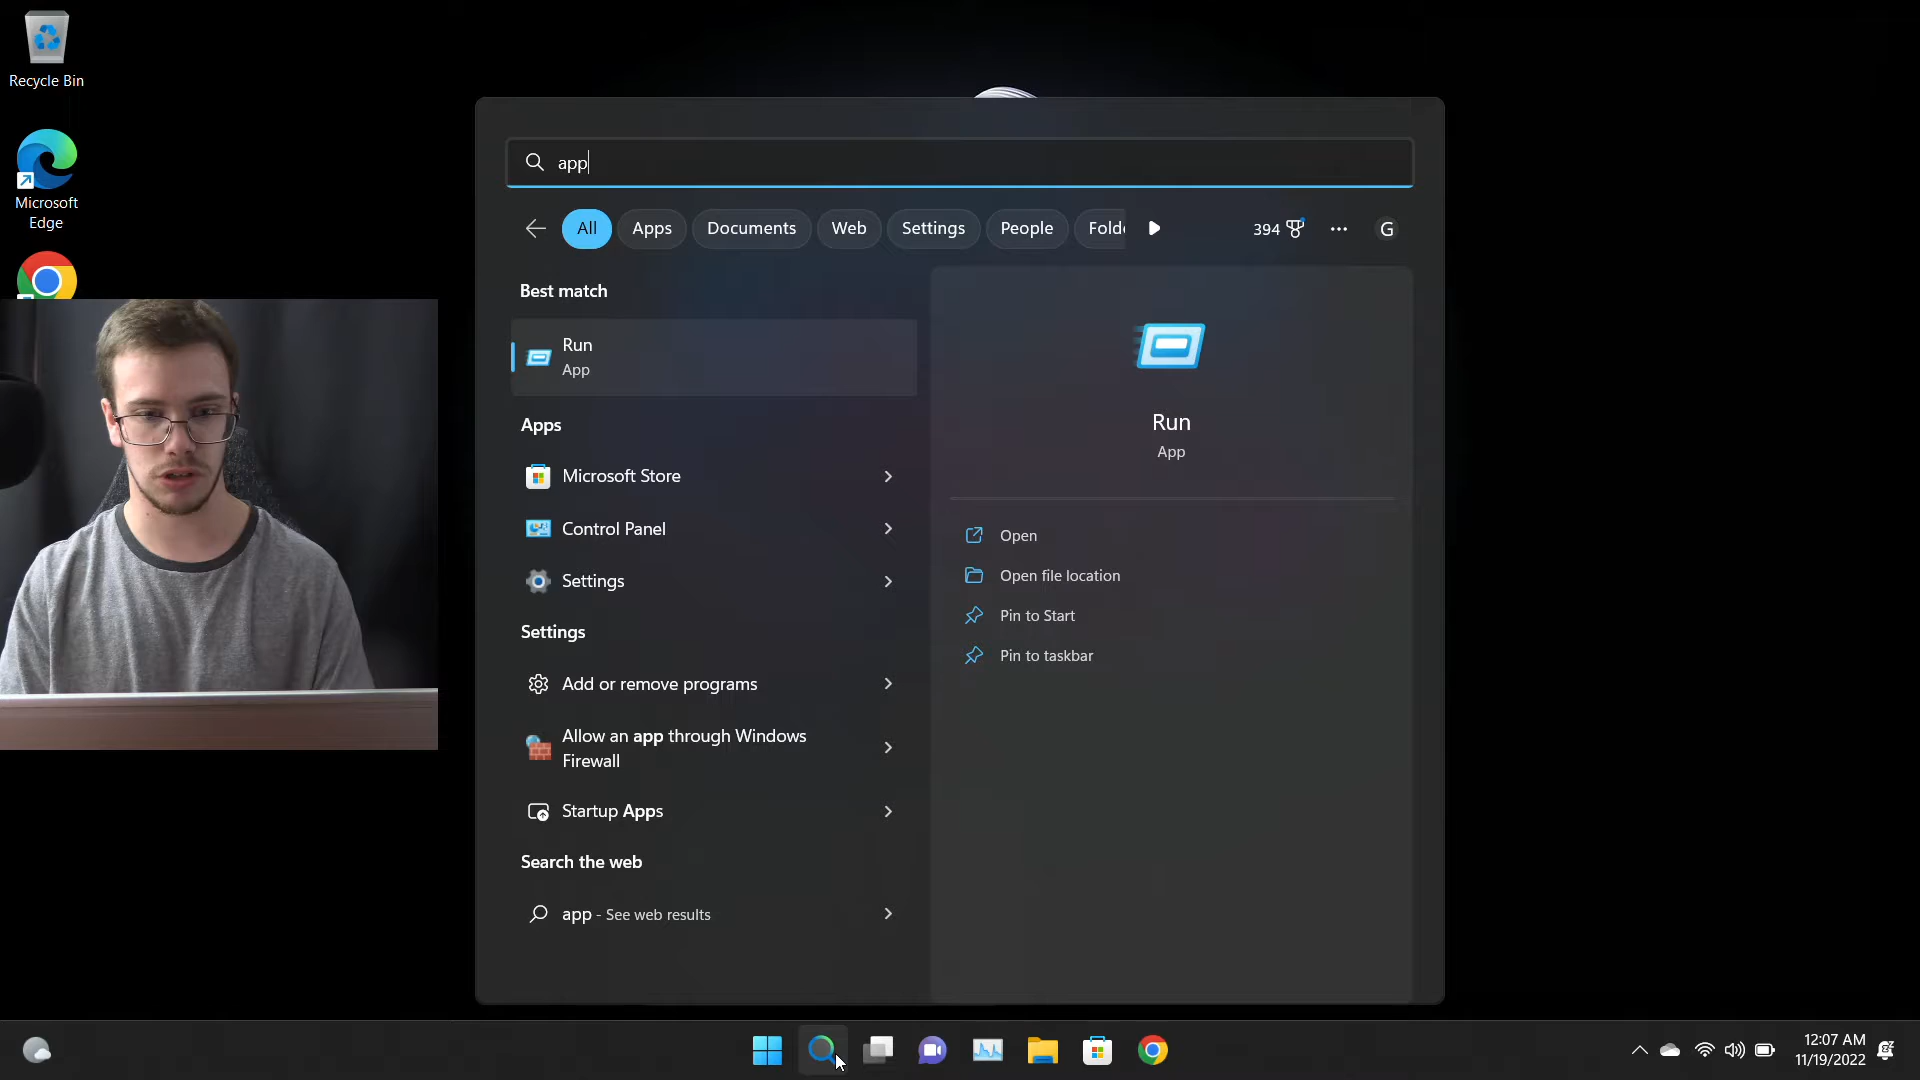 Recycle Bin
Microsoft
Edge
app
All
Apps
Documents
Web
Settings
People
Folde
394
G
Best match
Run
App
Apps
Microsoft Store
Control Panel
Settings
Settings
Add or remove programs
Allow an app through Windows
Firewall
Startup Apps
Search the web
app - See web results
Run
App
Open
Open file location
Pin to Start
Pin to taskbar
12:07 AM
11/19/2022